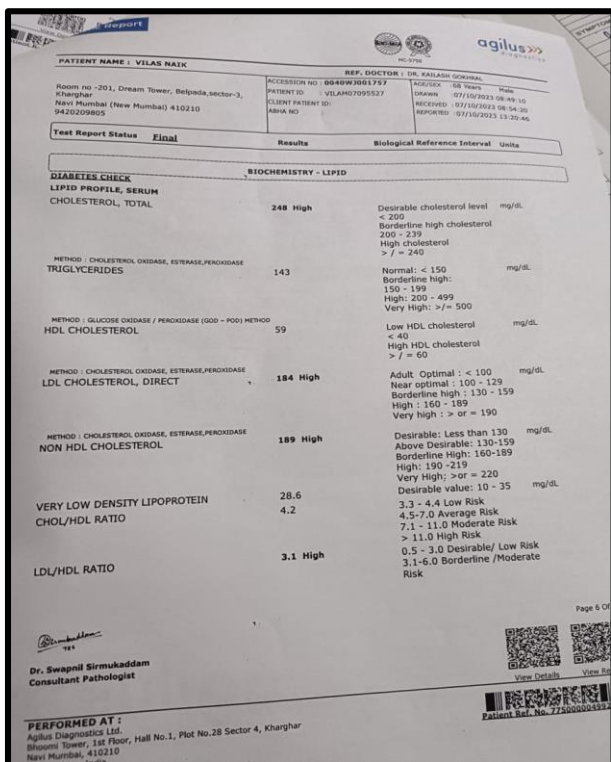 Report
agilus»»
diagnostics
MC-5700
PATIENT NAME : VILAS NAIK
REF. DOCTOR : DR. KAILASH GOKHRAL
Room no -201, Dream Tower, Belpada,sector-3,
Kharghar
Navi Mumbai (New Mumbai) 410210
9420209805
ACCESSION NO : 0040WJ001757
PATIENT ID : VILAM07095527
CLIENT PATIENT ID:
ABHA NO
AGE/SEX :68 Years Male
DRAWN :07/10/2023 08:49:10
RECEIVED :07/10/2023 08:54:20
REPORTED :07/10/2023 13:20:46
Test Report Status Final Results Biological Reference Interval Units
BIOCHEMISTRY - LIPID
DIABETES CHECK
LIPID PROFILE, SERUM
CHOLESTEROL, TOTAL 248 High Desirable cholesterol level mg/dL
< 200
Borderline high cholesterol
200 - 239
High cholesterol
> / = 240
METHOD : CHOLESTEROL OXIDASE, ESTERASE,PEROXIDASE
TRIGLYCERIDES 143 Normal: < 150 mg/dL
Borderline high:
150 - 199
High: 200 - 499
Very High: >/= 500
METHOD : GLUCOSE OXIDASE / PEROXIDASE (GOD - POD) METHOD
HDL CHOLESTEROL 59 Low HDL cholesterol mg/dL
< 40
High HDL cholesterol
> / = 60
METHOD : CHOLESTEROL OXIDASE, ESTERASE,PEROXIDASE
LDL CHOLESTEROL, DIRECT 184 High Adult Optimal : < 100 mg/dL
Near optimal : 100 - 129
Borderline high : 130 - 159
High : 160 - 189
Very high : > or = 190
METHOD : CHOLESTEROL OXIDASE, ESTERASE,PEROXIDASE
NON HDL CHOLESTEROL 189 High Desirable: Less than 130 mg/dL
Above Desirable: 130-159
Borderline High: 160-189
High: 190 -219
Very High: >or = 220
VERY LOW DENSITY LIPOPROTEIN 28.6 Desirable value: 10 - 35 mg/dL
CHOL/HDL RATIO 4.2 3.3 - 4.4 Low Risk
4.5-7.0 Average Risk
7.1 - 11.0 Moderate Risk
> 11.0 High Risk
LDL/HDL RATIO 3.1 High 0.5 - 3.0 Desirable/ Low Risk
3.1-6.0 Borderline /Moderate
Risk
Page 6 Of
Dr. Swapnil Sirmukaddam
Consultant Pathologist
View Details View Re
PERFORMED AT :
Agilus Diagnostics Ltd.
Bhoomi Tower, 1st Floor, Hall No.1, Plot No.28 Sector 4, Kharghar
Navi Mumbai, 410210
Patient Ref. No. 775000004992